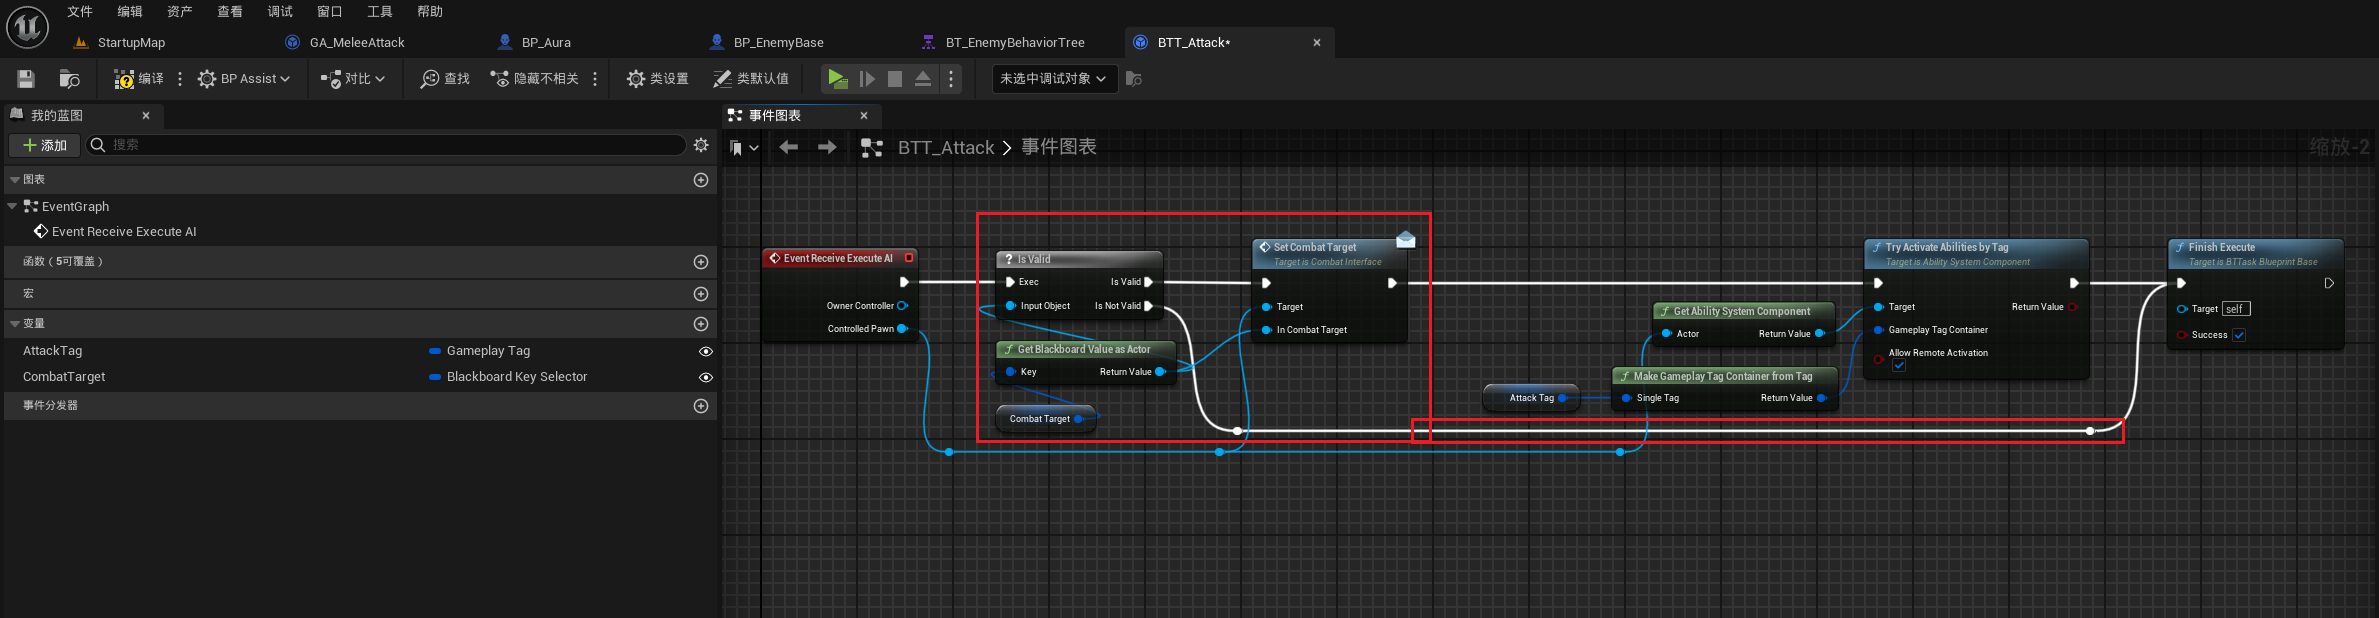 文件 编辑 资产 查看 调试 窗口 工具 帮助
StartupMap GA_MeleeAttack BP_Aura BP_EnemyBase BT_EnemyBehaviorTree BTT_Attack*
编译 BP Assist 对比 查找 隐藏不相关 类设置 类默认值 未选中调试对象
我的蓝图
添加 搜索
图表
EventGraph
Event Receive Execute AI
函数（5可覆盖）
宏
变量
AttackTag Gameplay Tag
CombatTarget Blackboard Key Selector
事件分发器
事件图表
BTT_Attack > 事件图表
缩放-2
Event Receive Execute AI
Owner Controller
Controlled Pawn
? Is Valid
Exec Is Valid
Input Object Is Not Valid
Get Blackboard Value as Actor
Key Return Value
Combat Target
Set Combat Target
Target is Combat Interface
Target
In Combat Target
Attack Tag
Get Ability System Component
Actor Return Value
Make Gameplay Tag Container from Tag
Single Tag Return Value
Try Activate Abilities by Tag
Target is Ability System Component
Target Return Value
Gameplay Tag Container
Allow Remote Activation
Finish Execute
Target is BTTask Blueprint Base
Target self
Success